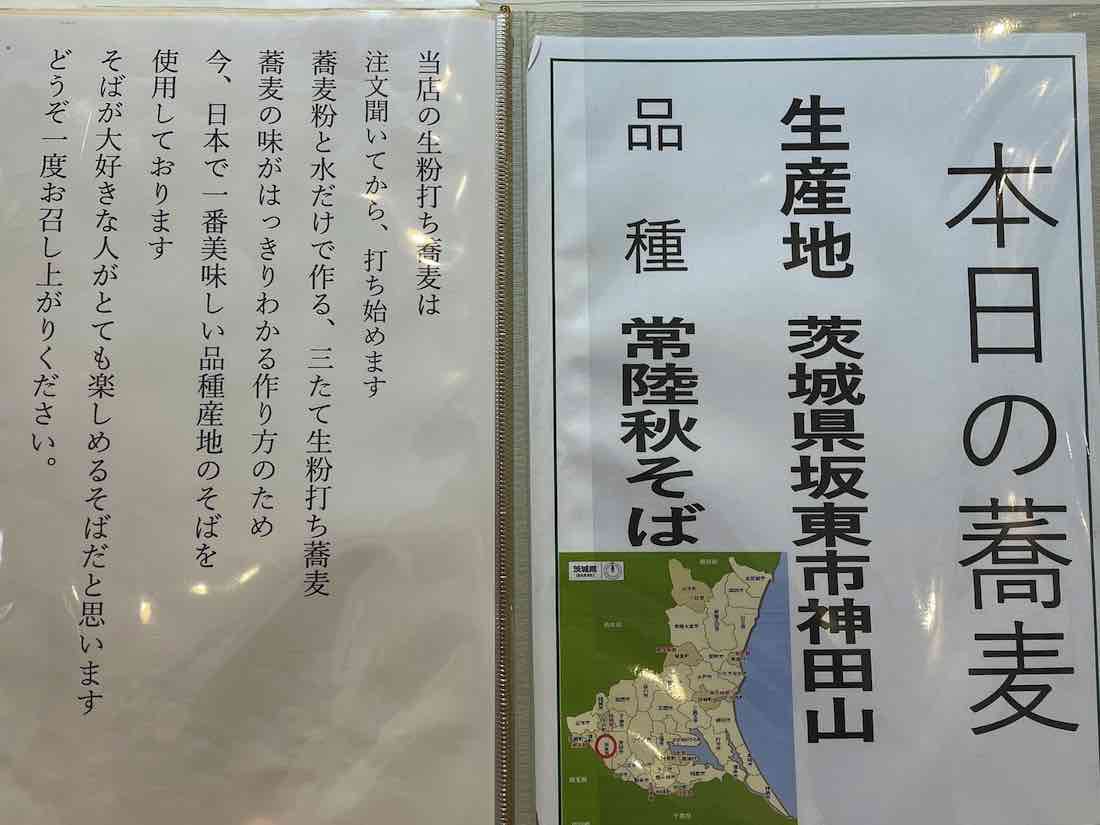 本日の蕎麦
生産地 茨城県坂東市神田山
品種 常陸秋そば
茨城県
当店の生粉打ち蕎麦は
注文聞いてから、打ち始めます
蕎麦粉と水だけで作る、三たて生粉打ち蕎麦
蕎麦の味がはっきりわかる作り方のため
今、日本で一番美味しい品種産地のそばを
使用しております
そばが大好きな人がとても楽しめるそばだと思います
どうぞ一度お召し上がりください。